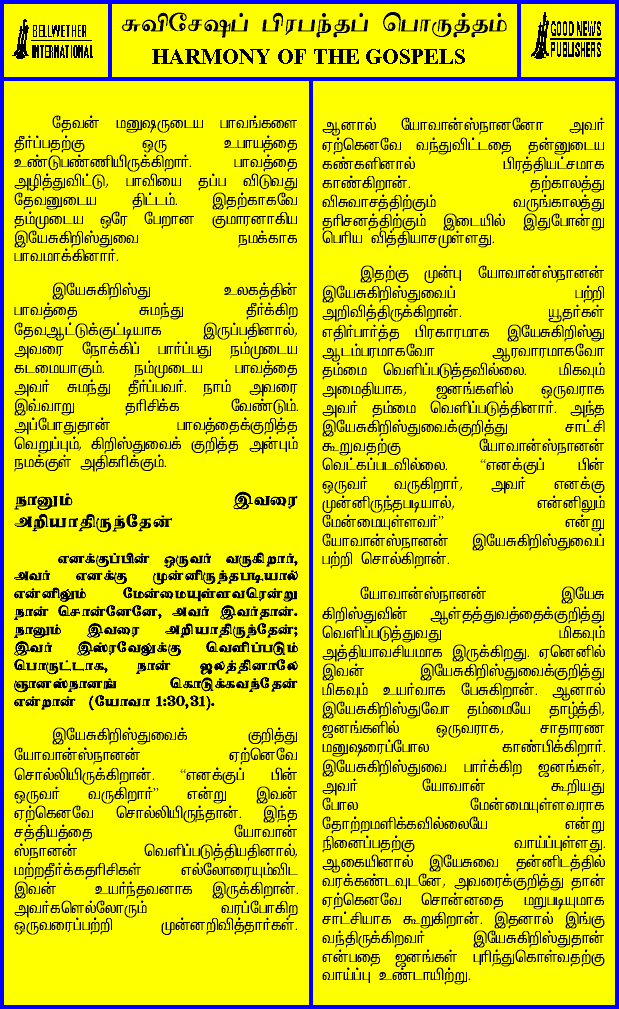 BELLWETHER
INTERNATIONAL
சுவிசேஷப் பிரபந்தப் பொருத்தம்
HARMONY OF THE GOSPELS
GOOD NEWS
PUBLISHERS
தேவன் மனுஷருடைய பாவங்களை
தீர்ப்பதற்கு ஒரு உபாயத்தை
உண்டுபண்ணியிருக்கிறார். பாவத்தை
அழித்துவிட்டு, பாவியை தப்ப விடுவது
தேவனுடைய திட்டம். இதற்காகவே
தம்முடைய ஒரே பேறான குமாரனாகிய
இயேசுகிறிஸ்துவை நமக்காக
பாவமாக்கினார்.
இயேசுகிறிஸ்து உலகத்தின்
பாவத்தை சுமந்து தீர்க்கிற
தேவஆட்டுக்குட்டியாக இருப்பதினால்,
அவரை நோக்கிப் பார்ப்பது நம்முடைய
கடமையாகும். நம்முடைய பாவத்தை
அவர் சுமந்து தீர்ப்பவர். நாம் அவரை
இவ்வாறு தரிசிக்க வேண்டும்.
அப்போதுதான் பாவத்தைக்குறித்த
வெறுப்பும், கிறிஸ்துவைக் குறித்த அன்பும்
நமக்குள் அதிகரிக்கும்.
நானும் இவரை
அறியாதிருந்தேன்
எனக்குப்பின் ஒருவர் வருகிறார்,
அவர் எனக்கு முன்னிருந்தபடியால்
என்னிலும் மேன்மையுள்ளவரென்று
நான் சொன்னேனே, அவர் இவர்தான்.
நானும் இவரை அறியாதிருந்தேன்;
இவர் இஸ்ரவேலுக்கு வெளிப்படும்
பொருட்டாக, நான் ஜலத்தினாலே
ஞானஸ்நானங் கொடுக்கவந்தேன்
என்றான் (யோவா 1:30,31).
இயேசுகிறிஸ்துவைக் குறித்து
யோவான்ஸ்நானன் ஏற்னெவே
சொல்லியிருக்கிறான். “எனக்குப் பின்
ஒருவர் வருகிறார்” என்று இவன்
ஏற்கெனவே சொல்லியிருந்தான். இந்த
சத்தியத்தை யோவான்
ஸ்நானன் வெளிப்படுத்தியதினால்,
மற்றதீர்க்கதரிசிகள் எல்லோரையும்விட
இவன் உயர்ந்தவனாக இருக்கிறான்.
அவர்களெல்லோரும் வரப்போகிற
ஒருவரைப்பற்றி முன்னறிவித்தார்கள்.
ஆனால் யோவான்ஸ்நானனோ அவர்
ஏற்கெனவே வந்துவிட்டதை தன்னுடைய
கண்களினால் பிரத்தியட்சமாக
காண்கிறான். தற்காலத்து
விசுவாசத்திற்கும் வருங்காலத்து
தரிசனத்திற்கும் இடையில் இதுபோன்று
பெரிய வித்தியாசமுள்ளது.
இதற்கு முன்பு யோவான்ஸ்நானன்
இயேசுகிறிஸ்துவைப் பற்றி
அறிவித்திருக்கிறான். யூதர்கள்
எதிர்பார்த்த பிரகாரமாக இயேசுகிறிஸ்து
ஆடம்பரமாகவோ ஆரவாரமாகவோ
தம்மை வெளிப்படுத்தவில்லை. மிகவும்
அமைதியாக, ஜனங்களில் ஒருவராக
அவர் தம்மை வெளிப்படுத்தினார். அந்த
இயேசுகிறிஸ்துவைக்குறித்து சாட்சி
கூறுவதற்கு யோவான்ஸ்நானன்
வெட்கப்படவில்லை. “எனக்குப் பின்
ஒருவர் வருகிறார், அவர் எனக்கு
முன்னிருந்தபடியால், என்னிலும்
மேன்மையுள்ளவர்” என்று
யோவான்ஸ்நானன் இயேசுகிறிஸ்துவைப்
பற்றி சொல்கிறான்.
யோவான்ஸ்நானன் இயேசு
கிறிஸ்துவின் ஆள்தத்துவத்தைக்குறித்து
வெளிப்படுத்துவது மிகவும்
அத்தியாவசியமாக இருக்கிறது. ஏனெனில்
இவன் இயேசுகிறிஸ்துவைக்குறித்து
மிகவும் உயர்வாக பேசுகிறான். ஆனால்
இயேசுகிறிஸ்துவோ தம்மையே தாழ்த்தி,
ஜனங்களில் ஒருவராக, சாதாரண
மனுஷரைப்போல காண்பிக்கிறார்.
இயேசுகிறிஸ்துவை பார்க்கிற ஜனங்கள்,
அவர் யோவான் கூறியது
போல மேன்மையுள்ளவராக
தோற்றமளிக்கவில்லையே என்று
நினைப்பதற்கு வாய்ப்புள்ளது.
ஆகையினால் இயேசுவை தன்னிடத்தில்
வரக்கண்டவுடனே, அவரைக்குறித்து தான்
ஏற்கெனவே சொன்னதை மறுபடியுமாக
சாட்சியாக கூறுகிறான். இதனால் இங்கு
வந்திருக்கிறவர் இயேசுகிறிஸ்துதான்
என்பதை ஜனங்கள் புரிந்துகொள்வதற்கு
வாய்ப்பு உண்டாயிற்று.